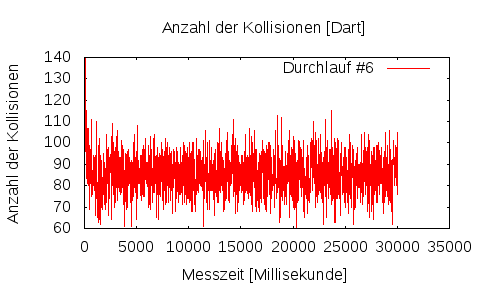 Anzahl der Kollisionen [Dart]
Durchlauf #6
Anzahl der Kollisionen
140
130
120
110
100
90
80
70
60
0 5000 10000 15000 20000 25000 30000 35000
Messzeit [Millisekunde]